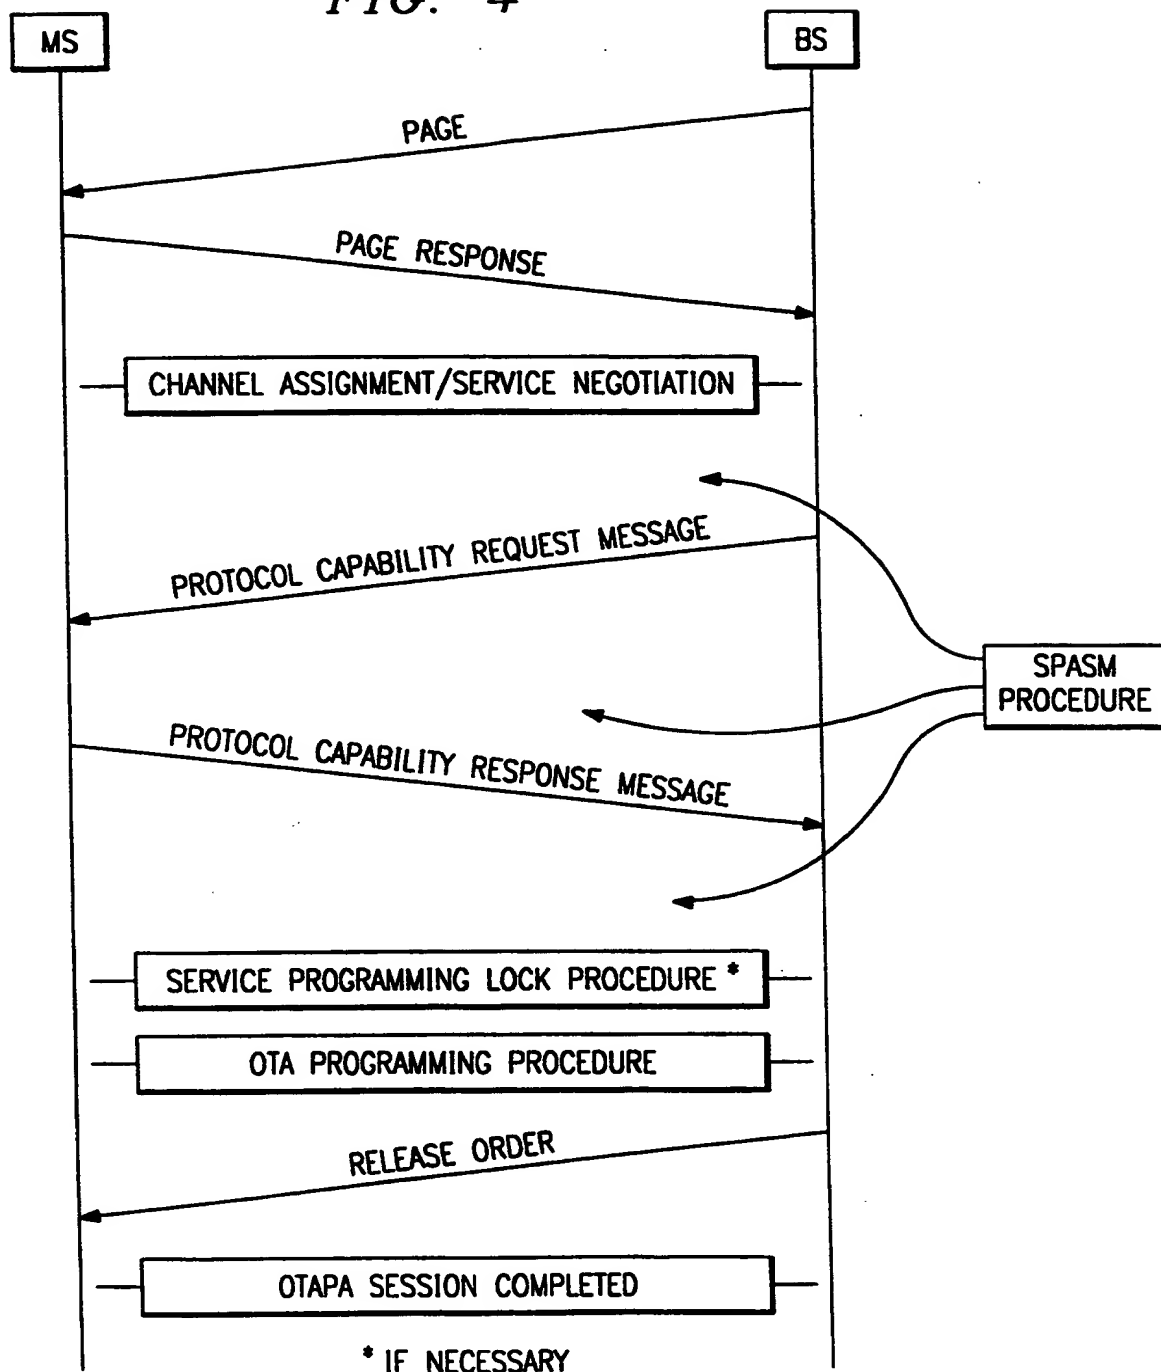 FIG. 4
MS
BS
PAGE
PAGE RESPONSE
CHANNEL ASSIGNMENT/SERVICE NEGOTIATION
PROTOCOL CAPABILITY REQUEST MESSAGE
SPASM
PROCEDURE
PROTOCOL CAPABILITY RESPONSE MESSAGE
SERVICE PROGRAMMING LOCK PROCEDURE *
OTA PROGRAMMING PROCEDURE
RELEASE ORDER
OTAPA SESSION COMPLETED
* IF NECESSARY